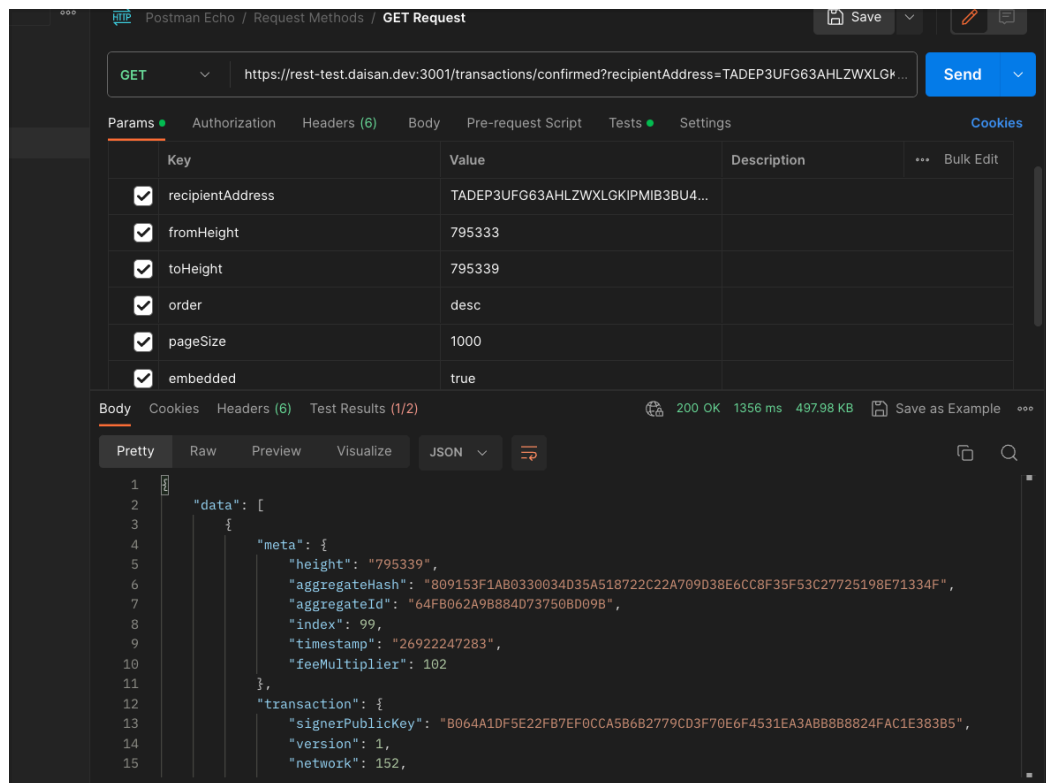 HTTP Postman Echo / Request Methods / GET Request Save
GET https://rest-test.daisan.dev:3001/transactions/confirmed?recipientAddress=TADEP3UFG63AHLZWXLGK... Send
Params Authorization Headers (6) Body Pre-request Script Tests Settings Cookies
Key Value Description Bulk Edit
recipientAddress TADEP3UFG63AHLZWXLGKIPMIB3BU4...
fromHeight 795333
toHeight 795339
order desc
pageSize 1000
embedded true
Body Cookies Headers (6) Test Results (1/2) 200 OK 1356 ms 497.98 KB Save as Example
Pretty Raw Preview Visualize JSON
1 {
2 "data": [
3 {
4 "meta": {
5 "height": "795339",
6 "aggregateHash": "809153F1AB0330034D35A518722C22A709D38E6CC8F35F53C27725198E71334F",
7 "aggregateId": "64FB062A9B884D73750BD09B",
8 "index": 99,
9 "timestamp": "26922247283",
10 "feeMultiplier": 102
11 },
12 "transaction": {
13 "signerPublicKey": "B064A1DF5E22FB7EF0CCA5B6B2779CD3F70E6F4531EA3ABB8B8824FAC1E383B5",
14 "version": 1,
15 "network": 152,